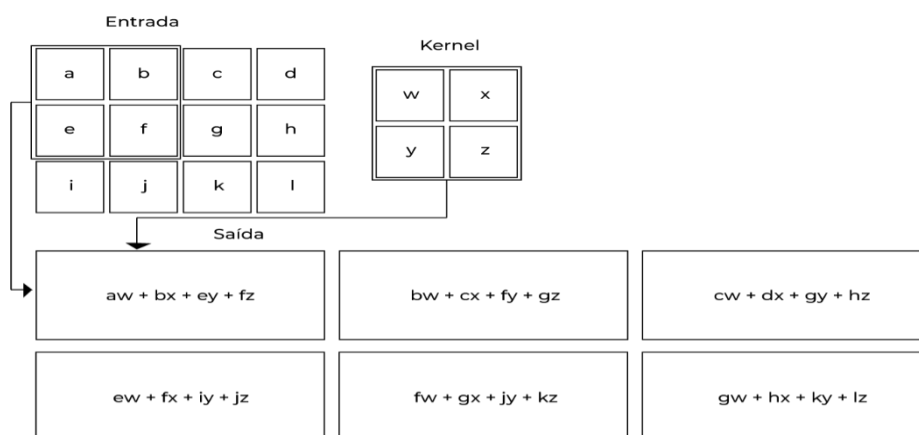 Entrada
a b c d
e f g h
i j k l
Kernel
w x
y z
Saída
aw + bx + ey + fz
bw + cx + fy + gz
cw + dx + gy + hz
ew + fx + iy + jz
fw + gx + jy + kz
gw + hx + ky + lz